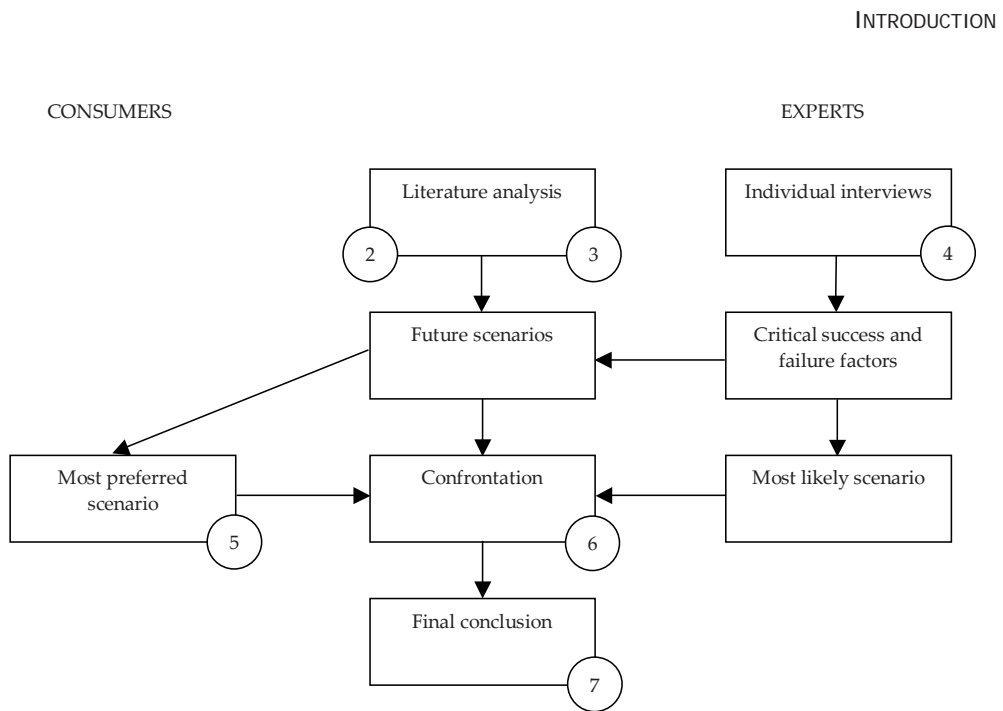 INTRODUCTION
CONSUMERS
EXPERTS
Literature analysis
2
3
Individual interviews
4
Future scenarios
Critical success and
failure factors
Most preferred
scenario
5
Confrontation
6
Most likely scenario
Final conclusion
7